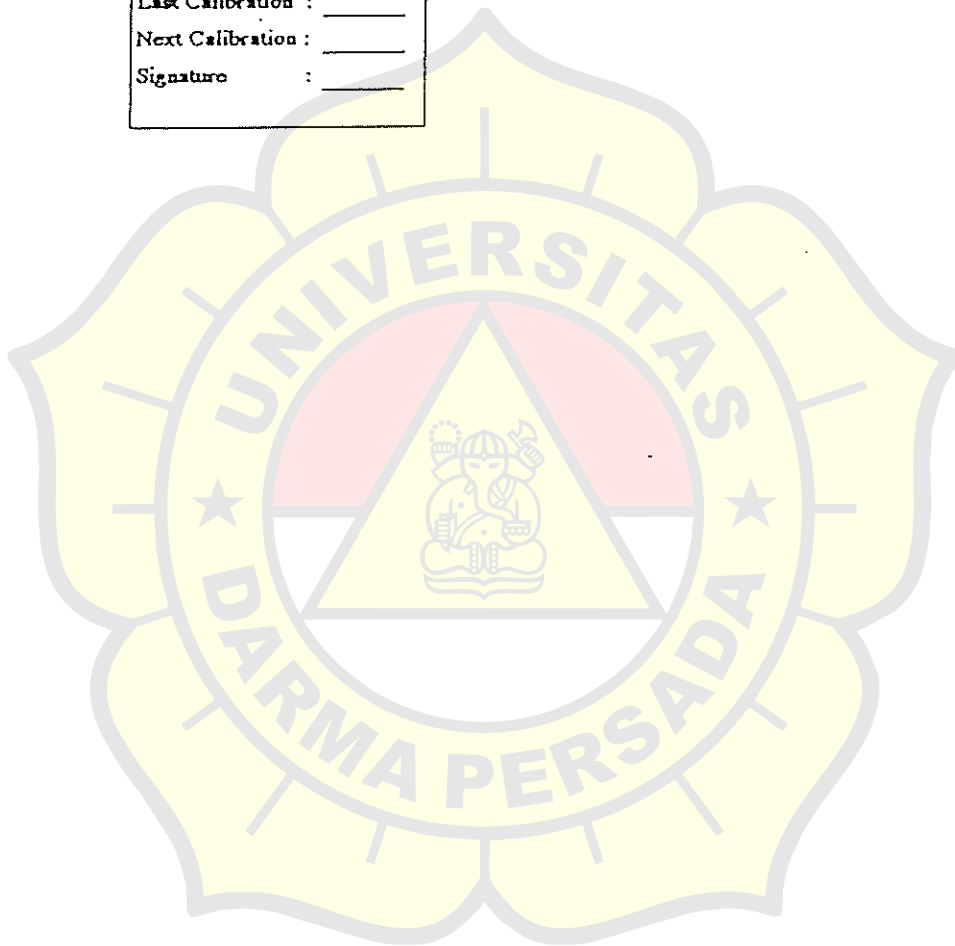 Last Calibration :
Next Calibration :
Signature :
UNIVERSITAS
DARMA PERSADA